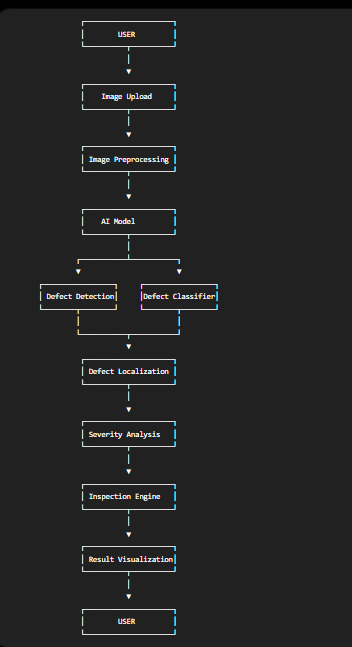 USER
Image Upload
Image Preprocessing
AI Model
Defect Detection
Defect Classifier
Defect Localization
Severity Analysis
Inspection Engine
Result Visualization
USER